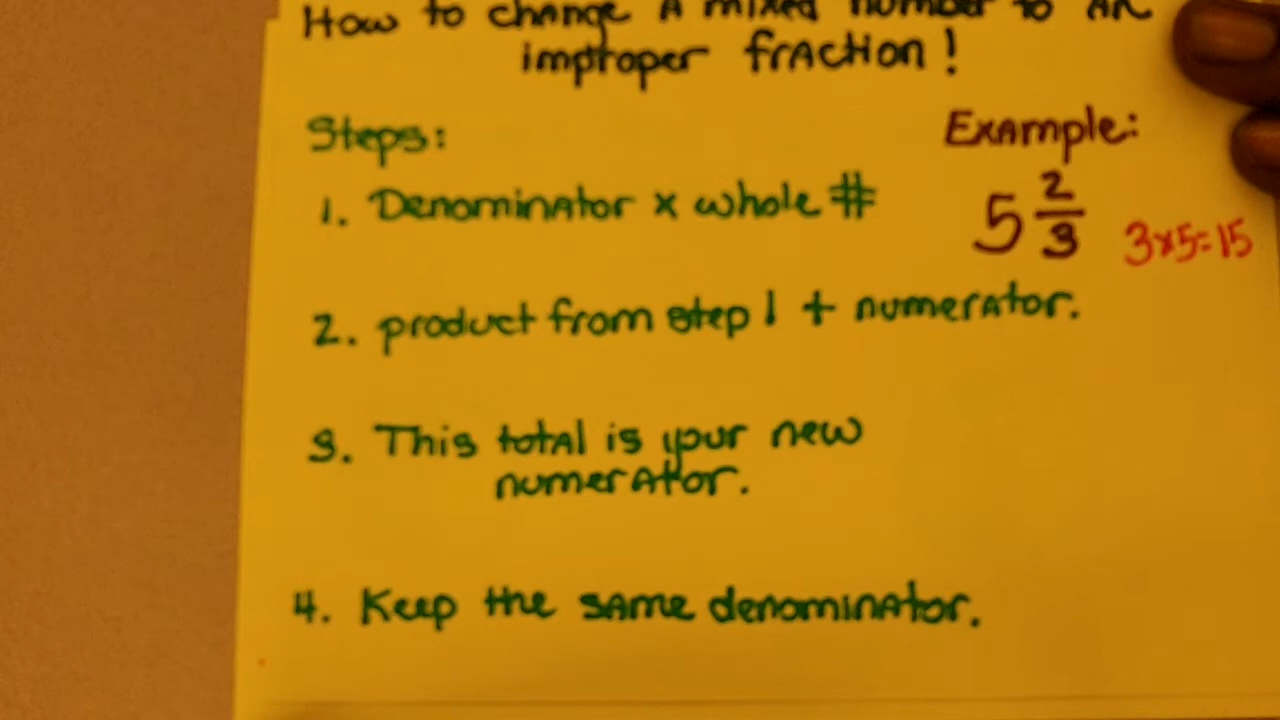 How to change A mixed number to AN
improper frACtion!
Steps:
Example:
1. DenominAtor x whole #
5 2/3
3x5=15
2. product from step 1 + numerAtor.
3. This totAl is your new
numerAtor.
4. Keep the sAme denominAtor.